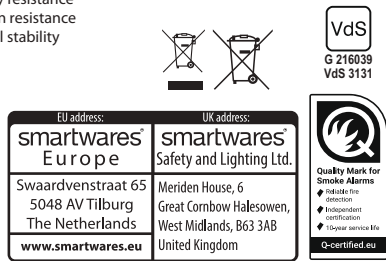 resistance
resistance
stability
VdS
G 216039
VdS 3131
EU address:
smartwares®
Europe
Swaardvenstraat 65
5048 AV Tilburg
The Netherlands
www.smartwares.eu
UK address:
smartwares®
Safety and Lighting Ltd.
Meriden House, 6
Great Cornbow Halesowen,
West Midlands, B63 3AB
United Kingdom
Q
Quality Mark for
Smoke Alarms
Reliable fire
detection
Independent
certification
10-year service life
Q-certified.eu